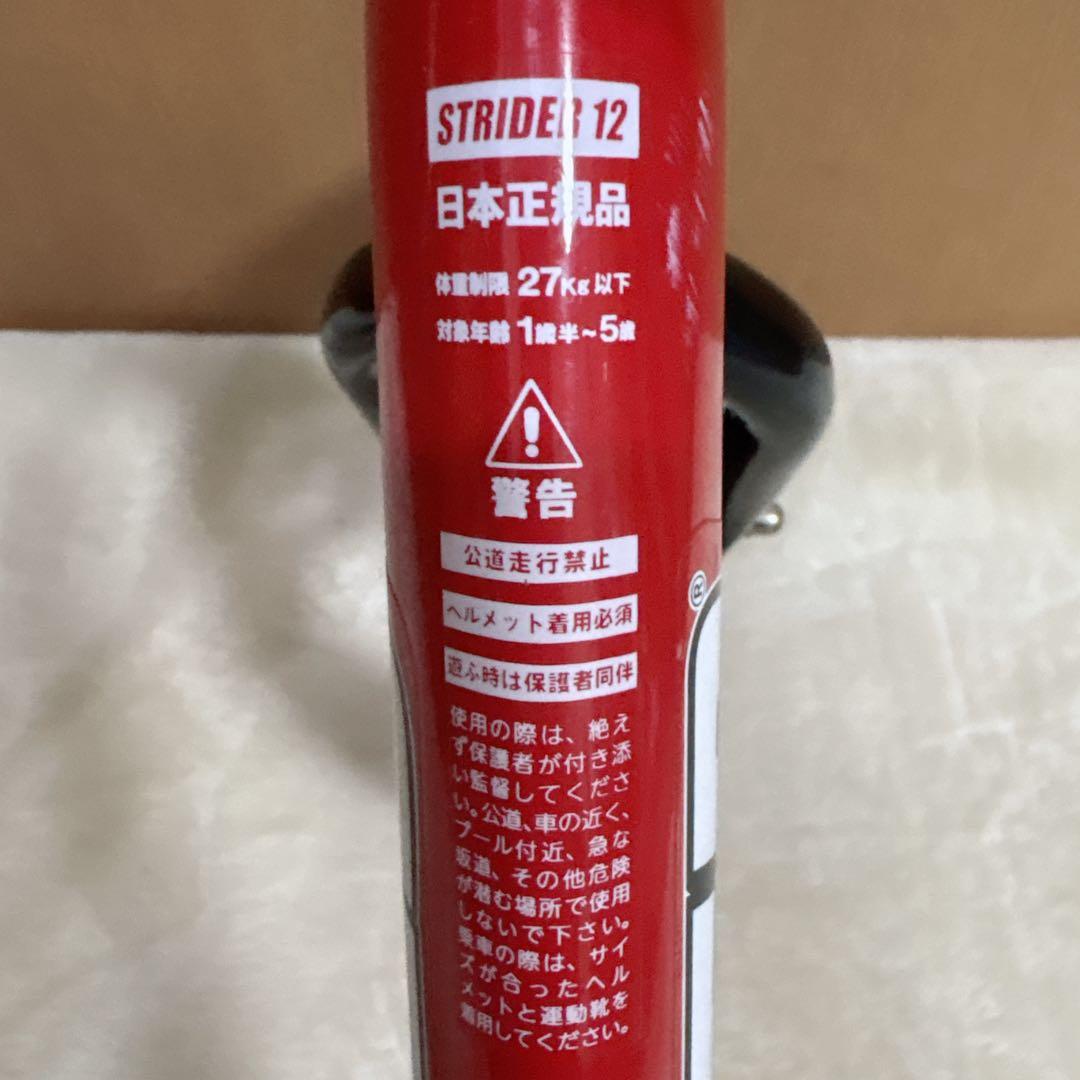 STRIDER 12
日本正規品
体重制限 27Kg 以下
対象年齢 1歳半～5歳
!
警告
公道走行禁止
ヘルメット着用必須
遊ぶ時は保護者同伴
使用の際は、絶え
ず保護者が付き添
い監督してくださ
い。公道、車の近く、
プール付近、急な
坂道、その他危険
が潜む場所で使用
しないで下さい。
乗車の際は、サイ
ズが合ったヘル
メットと運動靴を
着用してください。
®